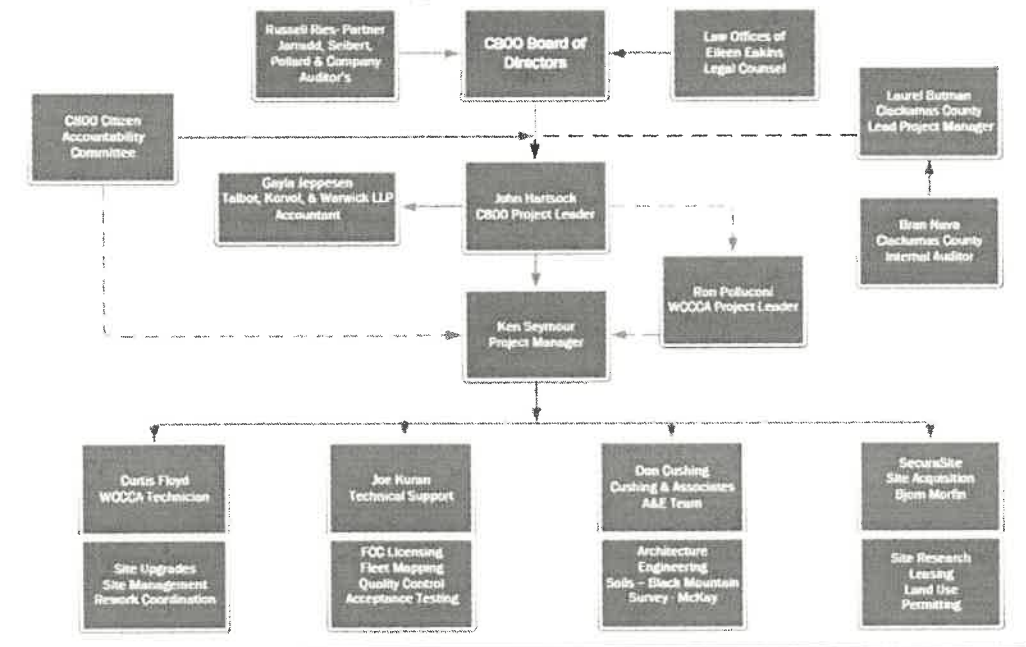 Russell Ries- Partner
Jarradd, Seibert,
Pollard & Company
Auditor's
C800 Board of
Directors
Law Offices of
Eileen Eakins
Legal Counsel
Laurel Butman
Clackamas County
Lead Project Manager
C800 Citizen
Accountability
Committee
Gayla Jeppesen
Talbot, Korvol, & Warwick LLP
Accountant
John Hartsock
C800 Project Leader
Bran Nava
Clackamas County
Internal Auditor
Ron Polluconi
WCCCA Project Leader
Ken Seymour
Project Manager
Curtis Floyd
WCCCA Technician
Joe Kuran
Technical Support
Don Cushing
Cushing & Associates
A&E Team
SecuraSite
Site Acquisition
Bjorn Morfin
Site Upgrades
Site Management
Rework Coordination
FCC Licensing
Fleet Mapping
Quality Control
Acceptance Testing
Architecture
Engineering
Soils – Black Mountain
Survey - McKay
Site Research
Leasing
Land Use
Permitting